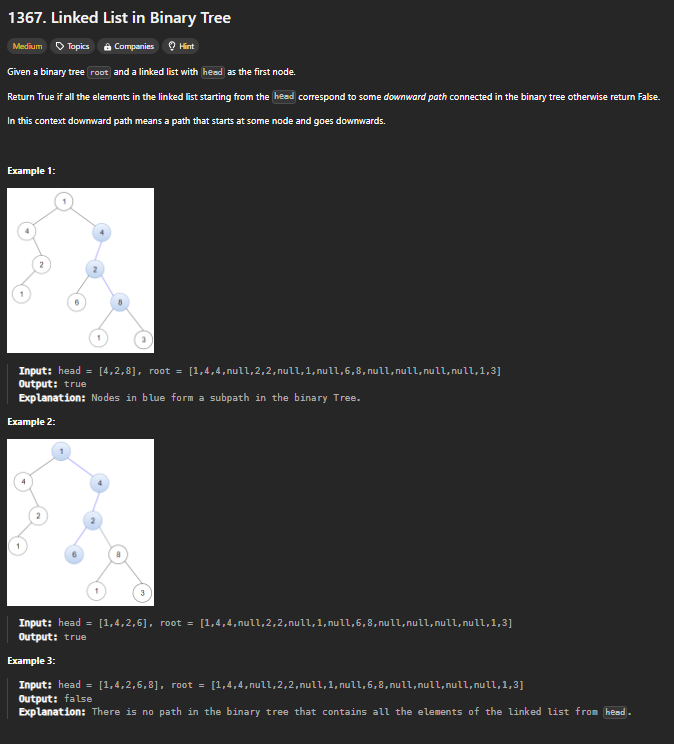 1367. Linked List in Binary Tree
Medium Topics Companies Hint
Given a binary tree root and a linked list with head as the first node.
Return True if all the elements in the linked list starting from the head correspond to some downward path connected in the binary tree otherwise return False.
In this context downward path means a path that starts at some node and goes downwards.
Example 1:
1
4 4
2 2
1 6 8
1 3
Input: head = [4,2,8], root = [1,4,4,null,2,2,null,1,null,6,8,null,null,null,null,1,3]
Output: true
Explanation: Nodes in blue form a subpath in the binary Tree.
Example 2:
1
4 4
2 2
1 6 8
1 3
Input: head = [1,4,2,6], root = [1,4,4,null,2,2,null,1,null,6,8,null,null,null,null,1,3]
Output: true
Example 3:
Input: head = [1,4,2,6,8], root = [1,4,4,null,2,2,null,1,null,6,8,null,null,null,null,1,3]
Output: false
Explanation: There is no path in the binary tree that contains all the elements of the linked list from head.